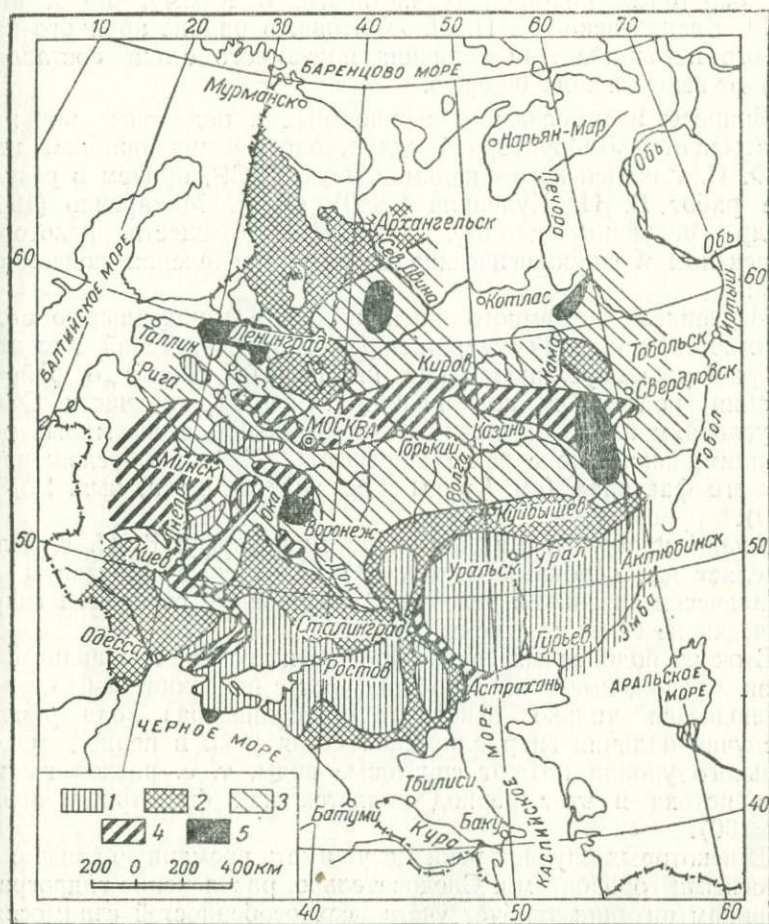 10 20 30 40 50 60 70 75
БАРЕНЦОВО МОРЕ
Мурманск
Нарьян-Мар
Печора
Обь
Обь
Архангельск
Сев. Двина
60
60
БАЛТИЙСКОЕ МОРЕ
Котлас
Иртыш
Таллин
Ленинград
Тобольск
Рига
Киров
Кама
Свердловск
МОСКВА
Горький
Казань
Тобол
Минск
Волга
Днепр
Ока
Куйбышев
Воронеж
50
50
Киев
Дон
Уральск
Урал
Актюбинск
Эмба
Сталинград
Одесса
Гурьев
Ростов
Астрахань
АРАЛЬСКОЕ
МОРЕ
ЧЕРНОЕ МОРЕ
КАСПИЙСКОЕ МОРЕ
Тбилиси
Батуми
Кура
Баку
40
1 2 3
4 5
200 0 200 400км
40 50 60